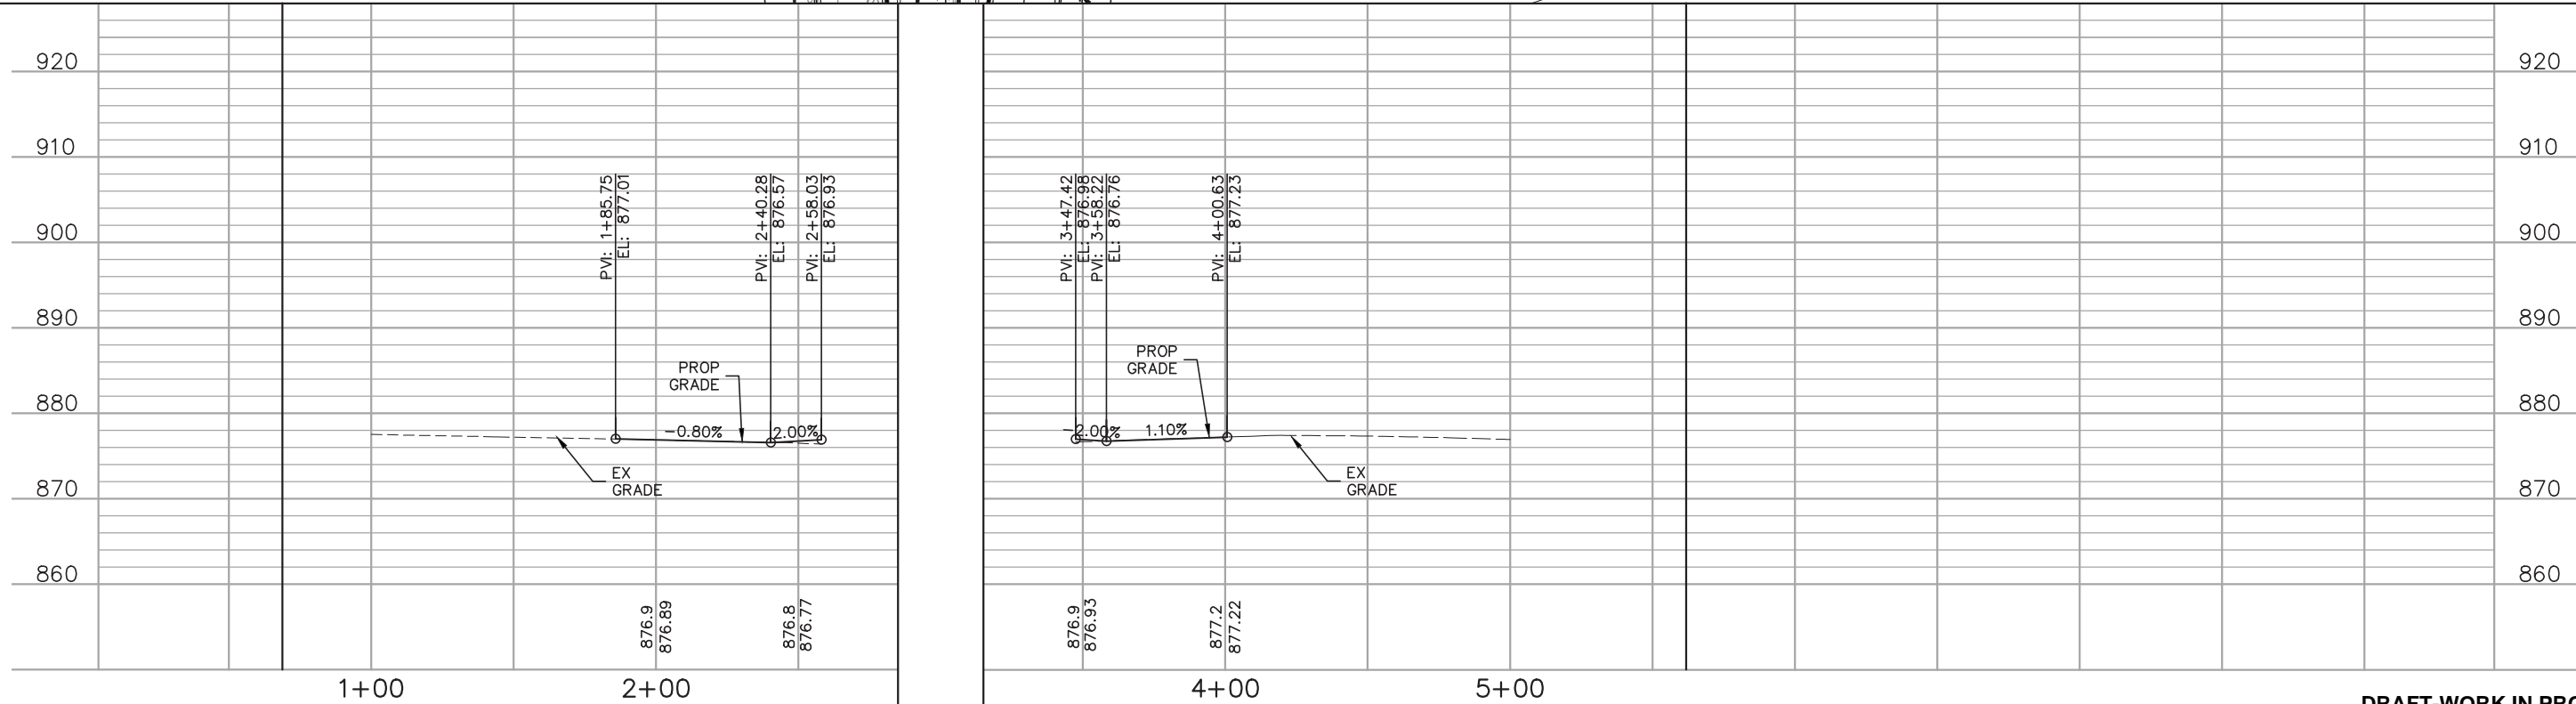 920
910
900
890
880
870
860
PVI: 1+85.75
EL: 877.01
PVI: 2+40.28
EL: 876.57
PVI: 2+58.03
EL: 876.93
PROP
GRADE
-0.80%
2.00%
EX
GRADE
876.9
876.89
876.8
876.77
1+00
2+00
PVI: 3+47.42
EL: 876.98
PVI: 3+58.22
EL: 876.76
PVI: 4+00.63
EL: 877.23
PROP
GRADE
-2.00%
1.10%
EX
GRADE
876.9
876.93
877.2
877.22
4+00
5+00
920
910
900
890
880
870
860
DRAFT-WORK IN